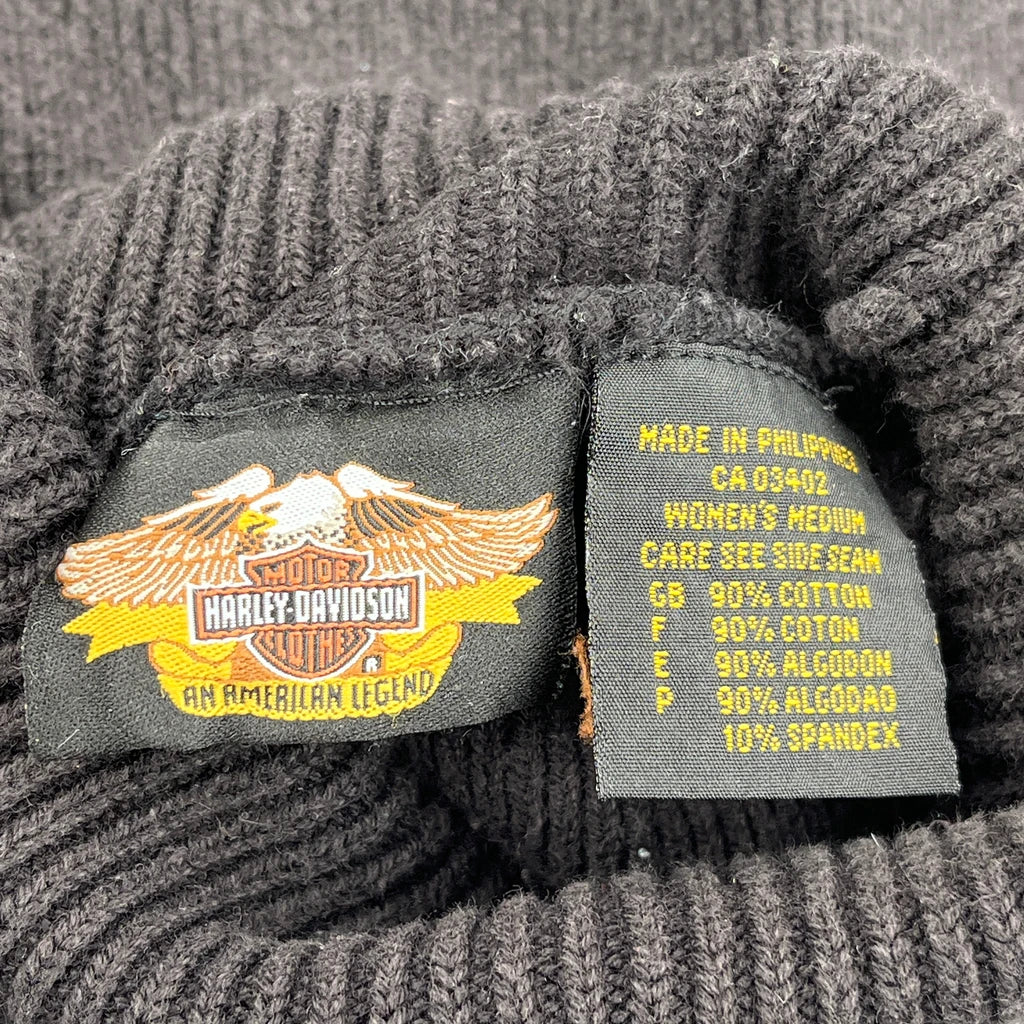 MOTOR
HARLEY-DAVIDSON
CLOTHES
®
AN AMERICAN LEGEND
MADE IN PHILIPPINES
CA 03402
WOMEN'S MEDIUM
CARE SEE SIDE SEAM
GB 90% COTTON
F 90% COTON
E 90% ALGODON
P 90% ALGODAO
10% SPANDEX